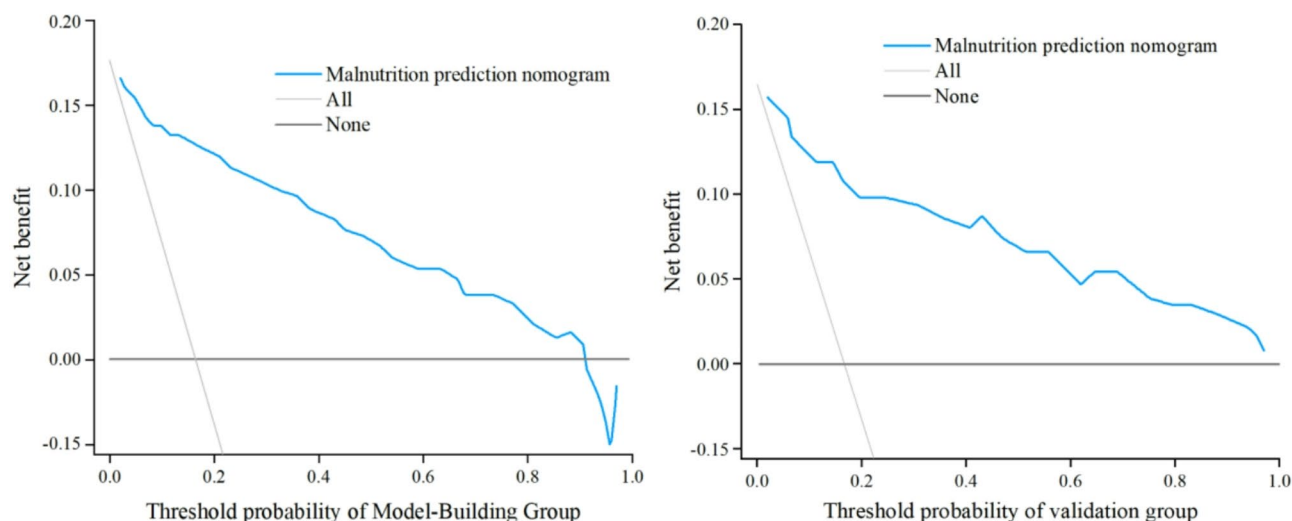 0.20
0.15
0.10
0.05
0.00
-0.15
Net benefit
Malnutrition prediction nomogram
All
None
0.0 0.2 0.4 0.6 0.8 1.0
Threshold probability of Model-Building Group
0.20
0.15
0.10
0.05
0.00
-0.15
Net benefit
Malnutrition prediction nomogram
All
None
0.0 0.2 0.4 0.6 0.8 1.0
Threshold probability of validation group